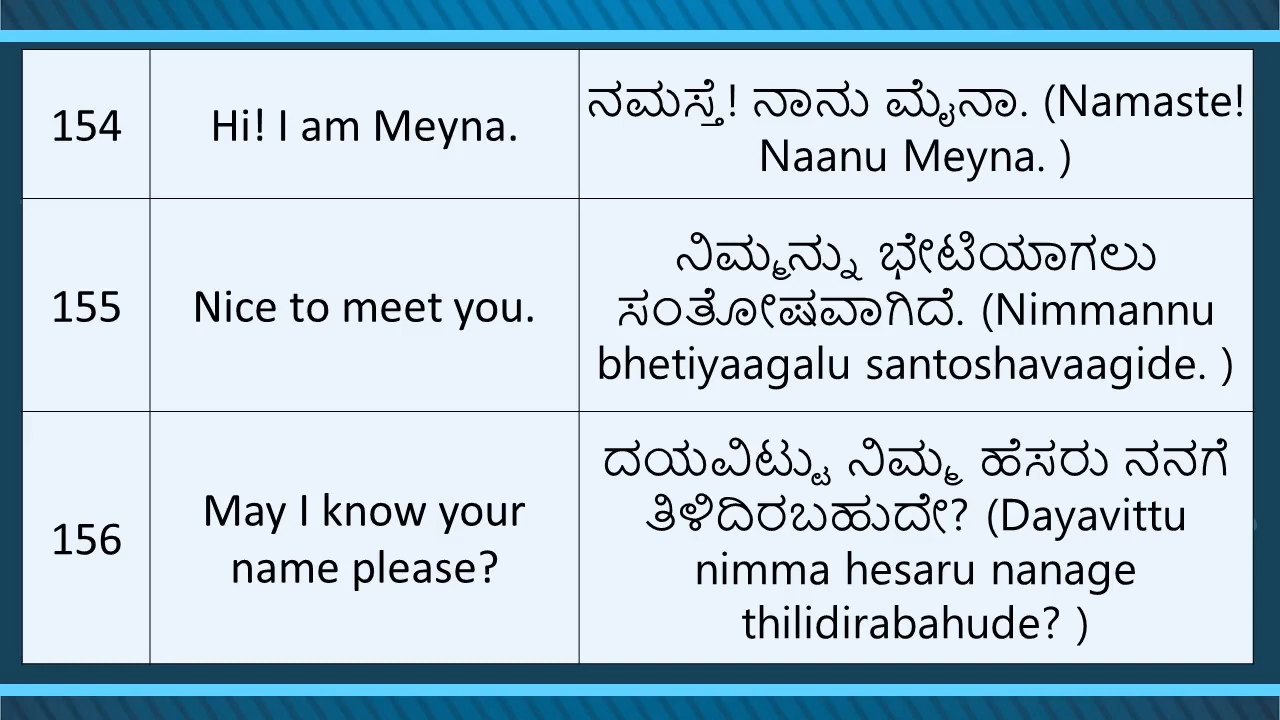 154
Hi! I am Meyna.
ನಮಸ್ತೆ! ನಾನು ಮೈನಾ. (Namaste!
Naanu Meyna. )
155
Nice to meet you.
ನಿಮ್ಮನ್ನು ಭೇಟಿಯಾಗಲು
ಸಂತೋಷವಾಗಿದೆ. (Nimmannu
bhetiyaagalu santoshavaagide. )
156
May I know your
name please?
ದಯವಿಟ್ಟು ನಿಮ್ಮ ಹೆಸರು ನನಗೆ
ತಿಳಿದಿರಬಹುದೇ? (Dayavittu
nimma hesaru nanage
thilidirabahude? )